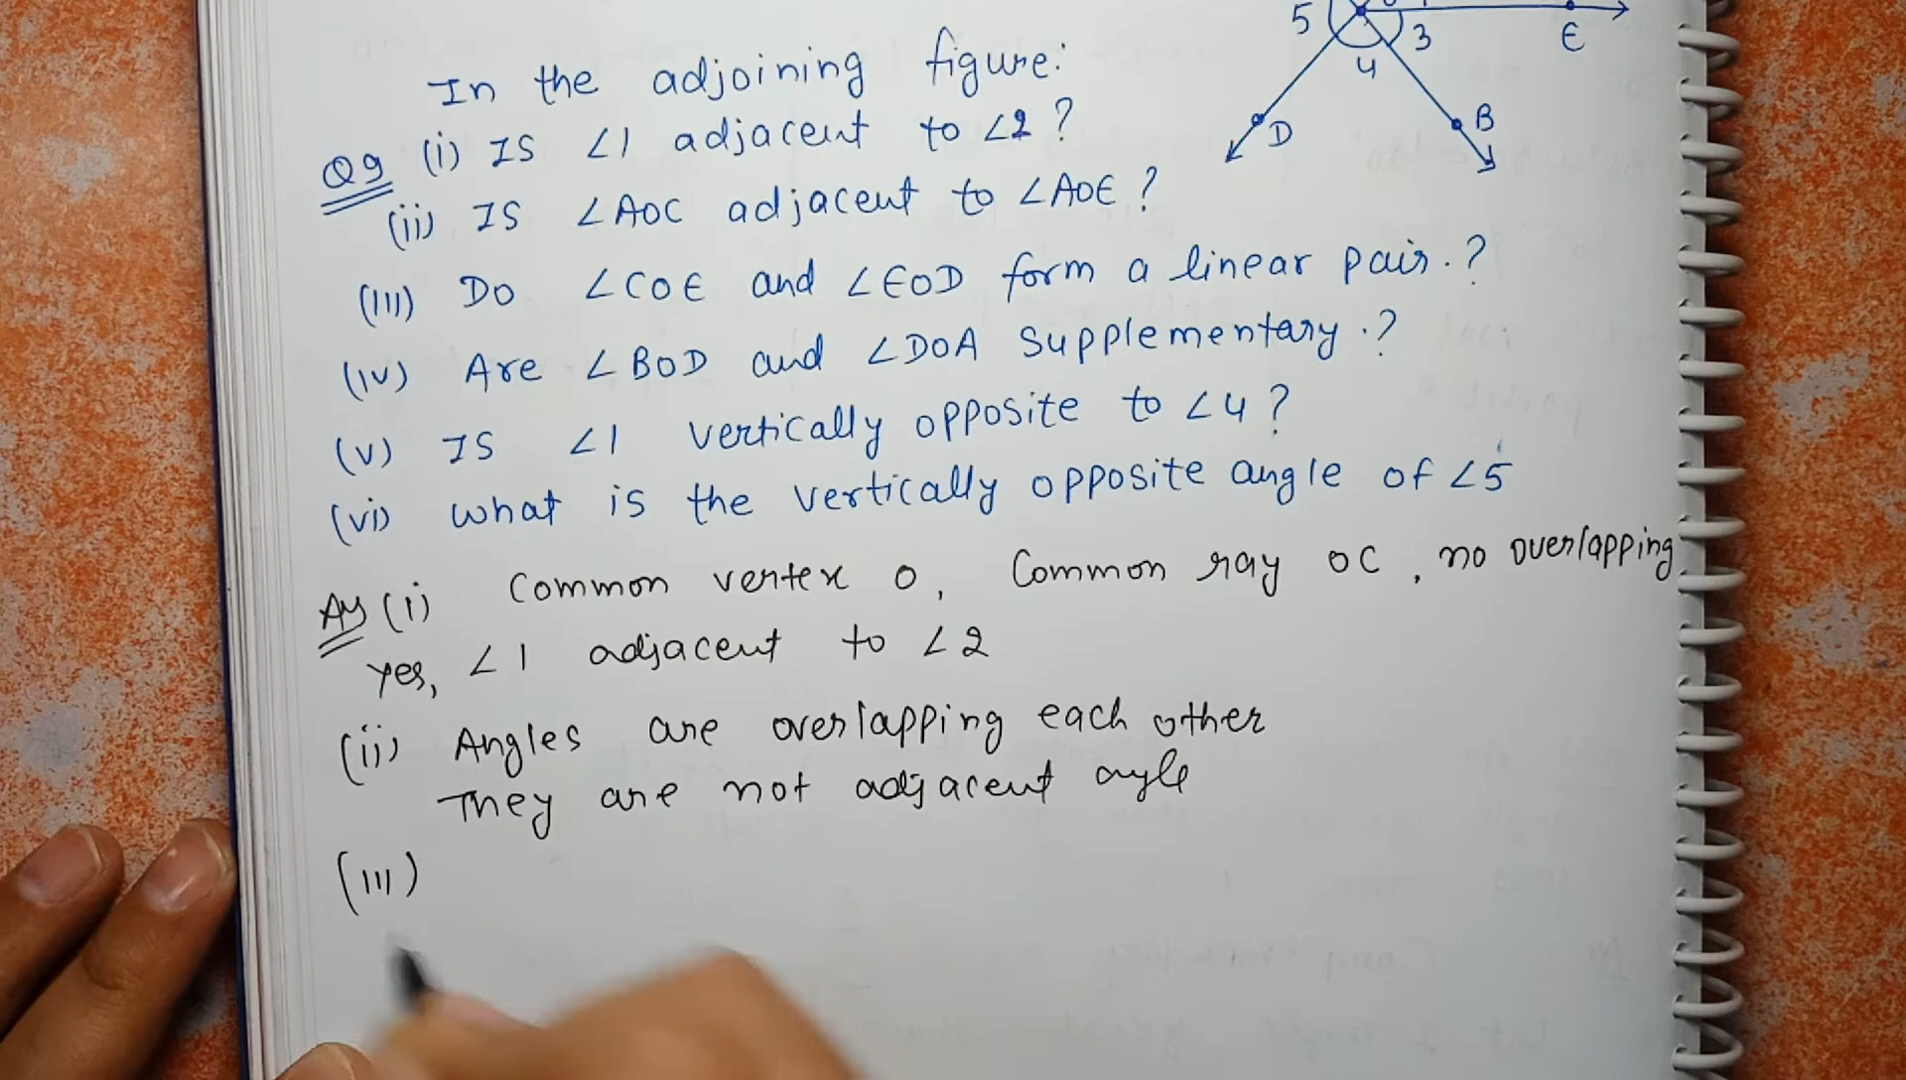 5
3
E
4
D
B
In the adjoining figure:
Q9 (i) IS ∠1 adjacent to ∠2 ?
(ii) IS ∠AOC adjacent to ∠AOE ?
(III) Do ∠COE and ∠EOD form a linear pair.?
(IV) Are ∠BOD and ∠DOA supplementary.?
(V) IS ∠1 vertically opposite to ∠4 ?
(vi) what is the vertically opposite angle of ∠5
(i) Common vertex O, Common ray OC, no overlapping
Yes, ∠1 adjacent to ∠2
(ii) Angles are overlapping each other
They are not adjacent angle
(III)